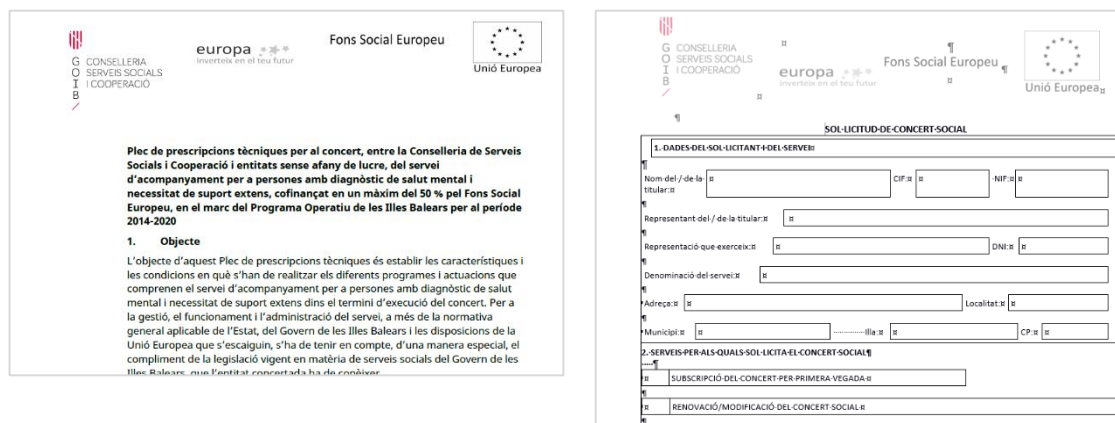 G CONSELLERIA
O SERVEIS SOCIALS
I I COOPERACIÓ
B
/
europa
inverteix en el teu futur
Fons Social Europeu
Unió Europea
Plec de prescripcions tècniques per al concert, entre la Conselleria de Serveis
Socials i Cooperació i entitats sense afany de lucre, del servei
d'acompanyament per a persones amb diagnòstic de salut mental i
necessitat de suport extens, cofinançat en un màxim del 50 % pel Fons Social
Europeu, en el marc del Programa Operatiu de les Illes Balears per al període
2014-2020
1. Objecte
L'objecte d'aquest Plec de prescripcions tècniques és establir les característiques i
les condicions en què s'han de realitzar els diferents programes i actuacions que
comprenen el servei d'acompanyament per a persones amb diagnòstic de salut
mental i necessitat de suport extens dins el termini d'execució del concert. Per a
la gestió, el funcionament i l'administració del servei, a més de la normativa
general aplicable de l'Estat, del Govern de les Illes Balears i les disposicions de la
Unió Europea que s'escaiguin, s'ha de tenir en compte, d'una manera especial, el
compliment de la legislació vigent en matèria de serveis socials del Govern de les
Illes Balears, que l'entitat concertada ha de conèixer.
G CONSELLERIA
O SERVEIS SOCIALS
I I COOPERACIÓ
B
/
europa
inverteix en el teu futur
Fons Social Europeu
Unió Europea¤
SOL·LICITUD·DE·CONCERT·SOCIAL
1.·DADES·DEL·SOL·LICITANT·I·DEL·SERVEI¤
Nom·del·/·de·la· ¤ CIF:¤ ¤ ·NIF:¤ ¤
titular:¤
Representant·del·/·de·la·titular:¤ ¤
Representació·que·exerceix:¤ ¤ DNI:¤ ¤
Denominació·del·servei:¤ ¤
Adreça:¤ ¤ Localitat:¤ ¤
Municipi:¤ ¤ ············Illa:¤ ¤ CP:¤ ¤
2.·SERVEIS·PER·ALS·QUALS·SOL·LICITA·EL·CONCERT·SOCIAL¶
·····¶
¤ SUBSCRIPCIÓ·DEL·CONCERT·PER·PRIMERA·VEGADA·¤
¤ RENOVACIÓ/MODIFICACIÓ·DEL·CONCERT·SOCIAL·¤